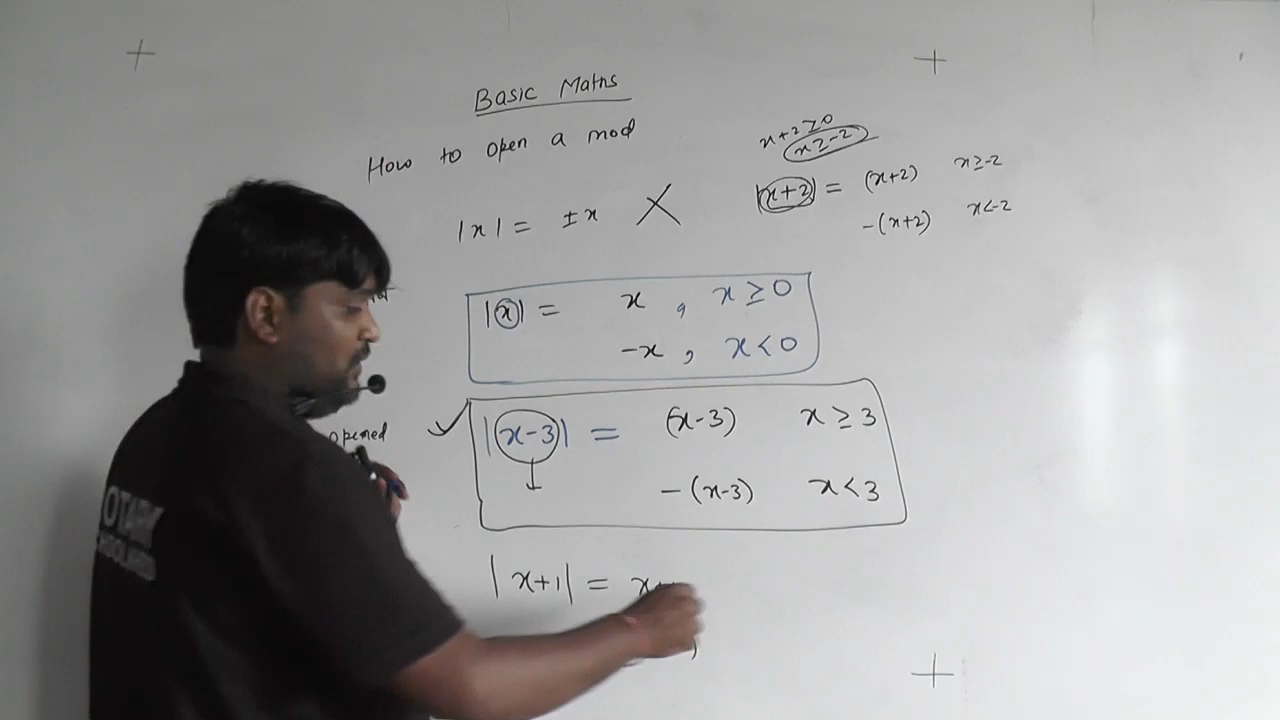 Basic Maths
How to open a mod
|x| = ±x
x+2≥0
x≥-2
|x+2| = (x+2) x≥-2
-(x+2) x<-2
|x| = x , x ≥ 0
-x , x < 0
opened
|x-3| = (x-3) x ≥ 3
-(x-3) x < 3
|x+1| = x